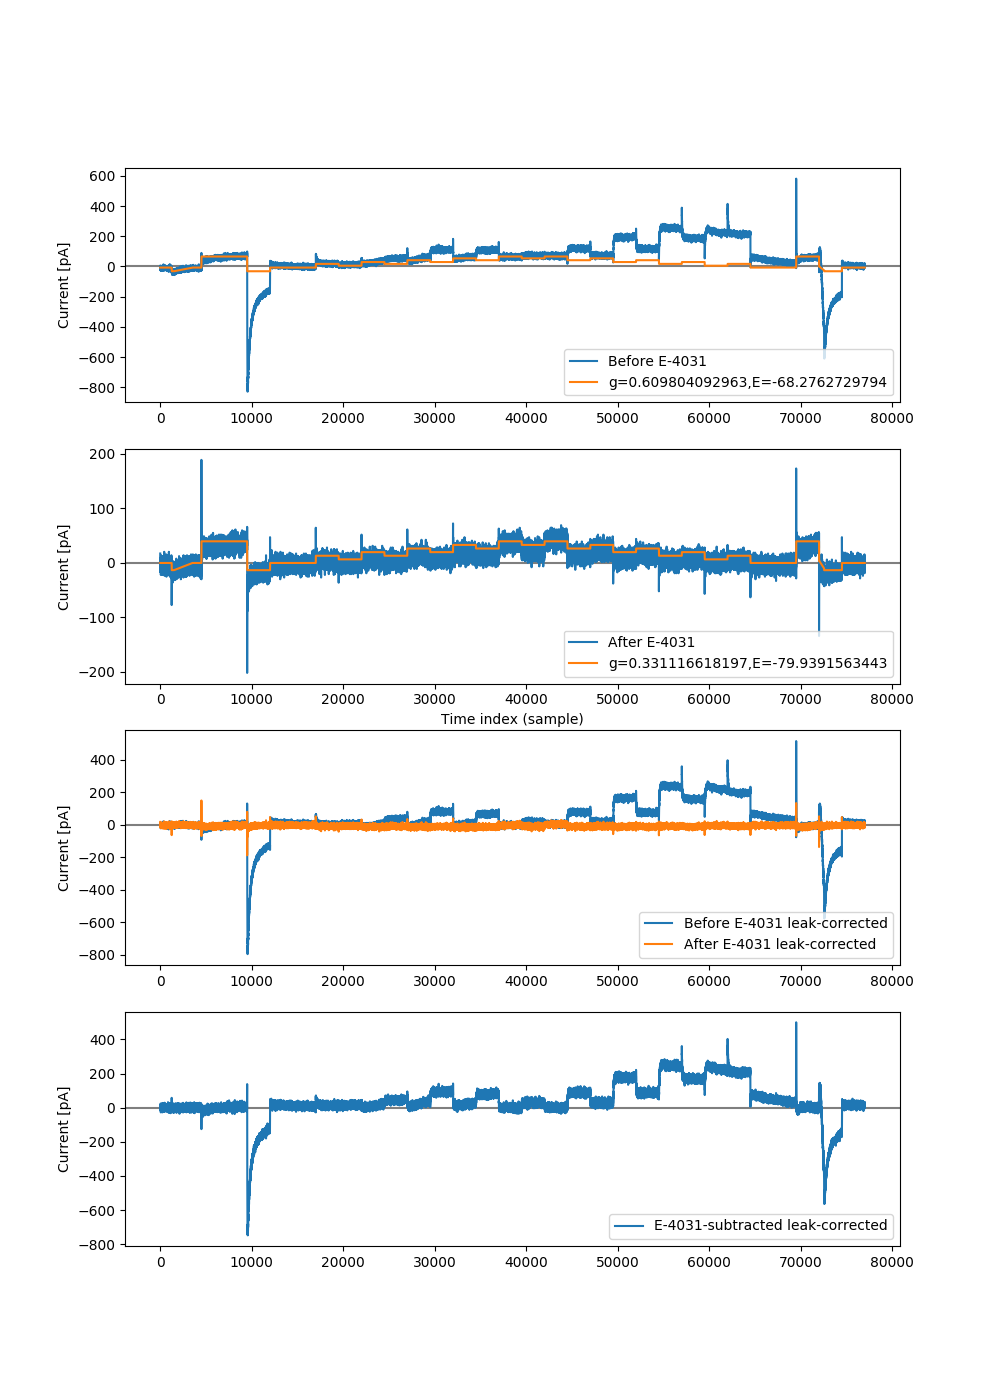 600
400
200
0
−200
−400
−600
−800
Current [pA]
Before E-4031
g=0.609804092963,E=-68.2762729794
0 10000 20000 30000 40000 50000 60000 70000 80000
200
100
0
−100
−200
Current [pA]
After E-4031
g=0.331116618197,E=-79.9391563443
0 10000 20000 30000 40000 50000 60000 70000 80000
Time index (sample)
400
200
0
−200
−400
−600
−800
Current [pA]
Before E-4031 leak-corrected
After E-4031 leak-corrected
0 10000 20000 30000 40000 50000 60000 70000 80000
400
200
0
−200
−400
−600
−800
Current [pA]
E-4031-subtracted leak-corrected
0 10000 20000 30000 40000 50000 60000 70000 80000